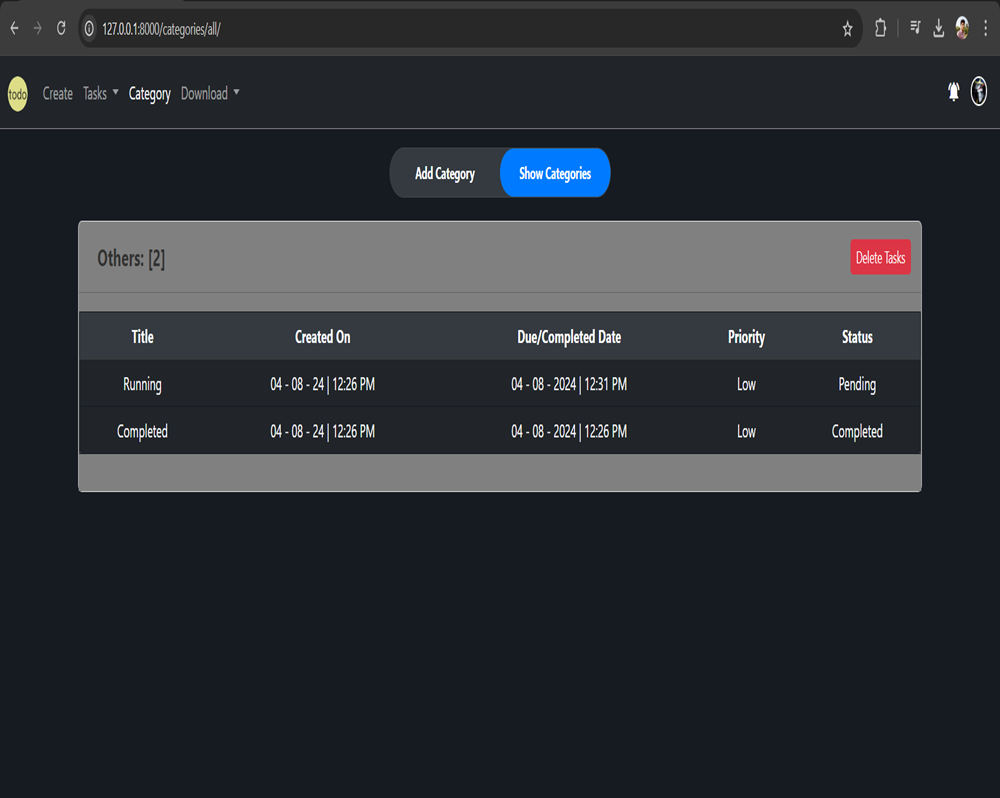 127.0.0.1:8000/categories/all/
todo Create Tasks Category Download
Add Category Show Categories
Others: [2] Delete Tasks
Title Created On Due/Completed Date Priority Status
Running 04 - 08 - 24 | 12:26 PM 04 - 08 - 2024 | 12:31 PM Low Pending
Completed 04 - 08 - 24 | 12:26 PM 04 - 08 - 2024 | 12:26 PM Low Completed